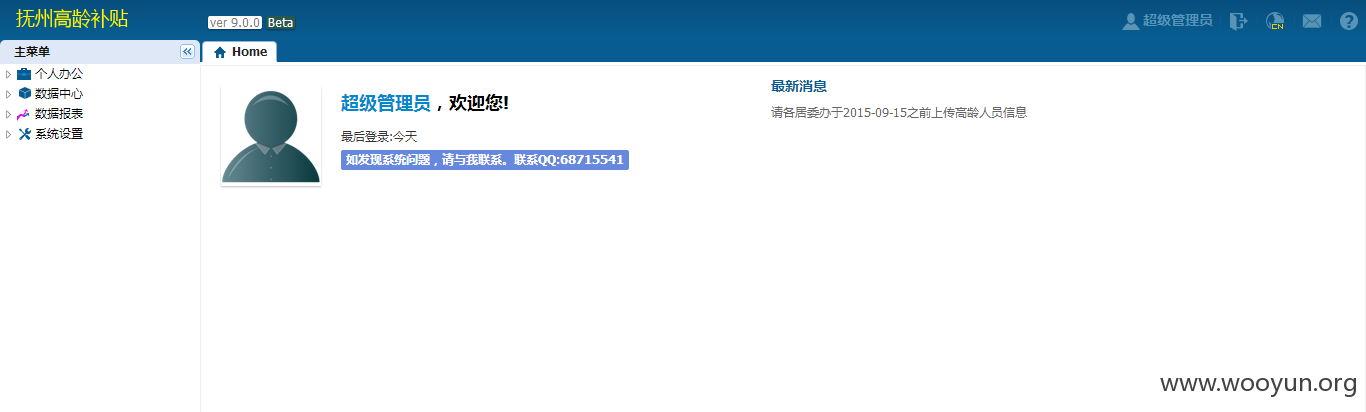 抚州高龄补贴
ver 9.0.0 Beta
超级管理员
CN
主菜单
Home
个人办公
数据中心
数据报表
系统设置
超级管理员，欢迎您!
最后登录:今天
如发现系统问题，请与我联系。联系QQ:68715541
最新消息
请各居委办于2015-09-15之前上传高龄人员信息
www.wooyun.org